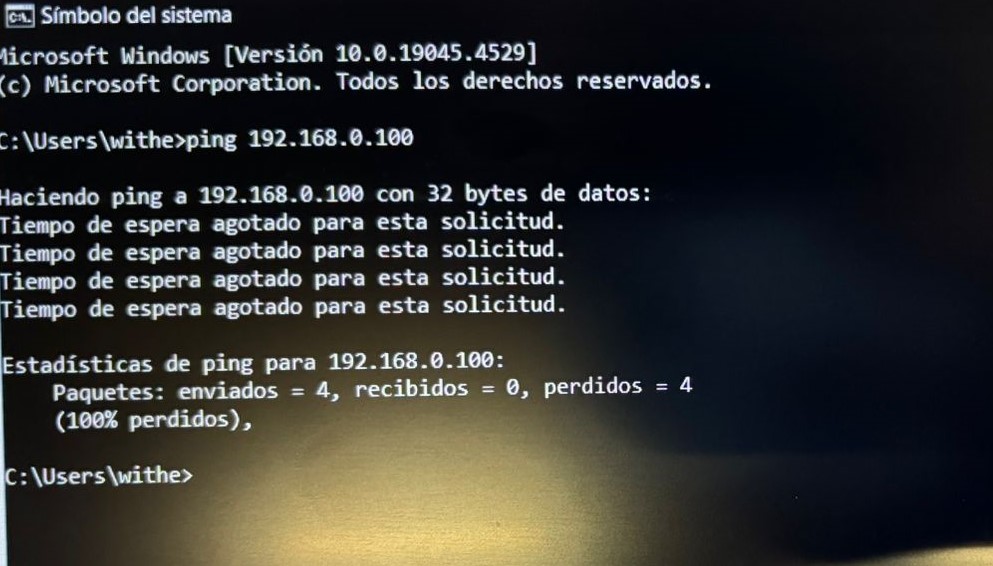 Símbolo del sistema
Microsoft Windows [Versión 10.0.19045.4529]
(c) Microsoft Corporation. Todos los derechos reservados.
C:\Users\withe>ping 192.168.0.100
Haciendo ping a 192.168.0.100 con 32 bytes de datos:
Tiempo de espera agotado para esta solicitud.
Tiempo de espera agotado para esta solicitud.
Tiempo de espera agotado para esta solicitud.
Tiempo de espera agotado para esta solicitud.
Estadísticas de ping para 192.168.0.100:
Paquetes: enviados = 4, recibidos = 0, perdidos = 4
(100% perdidos),
C:\Users\withe>